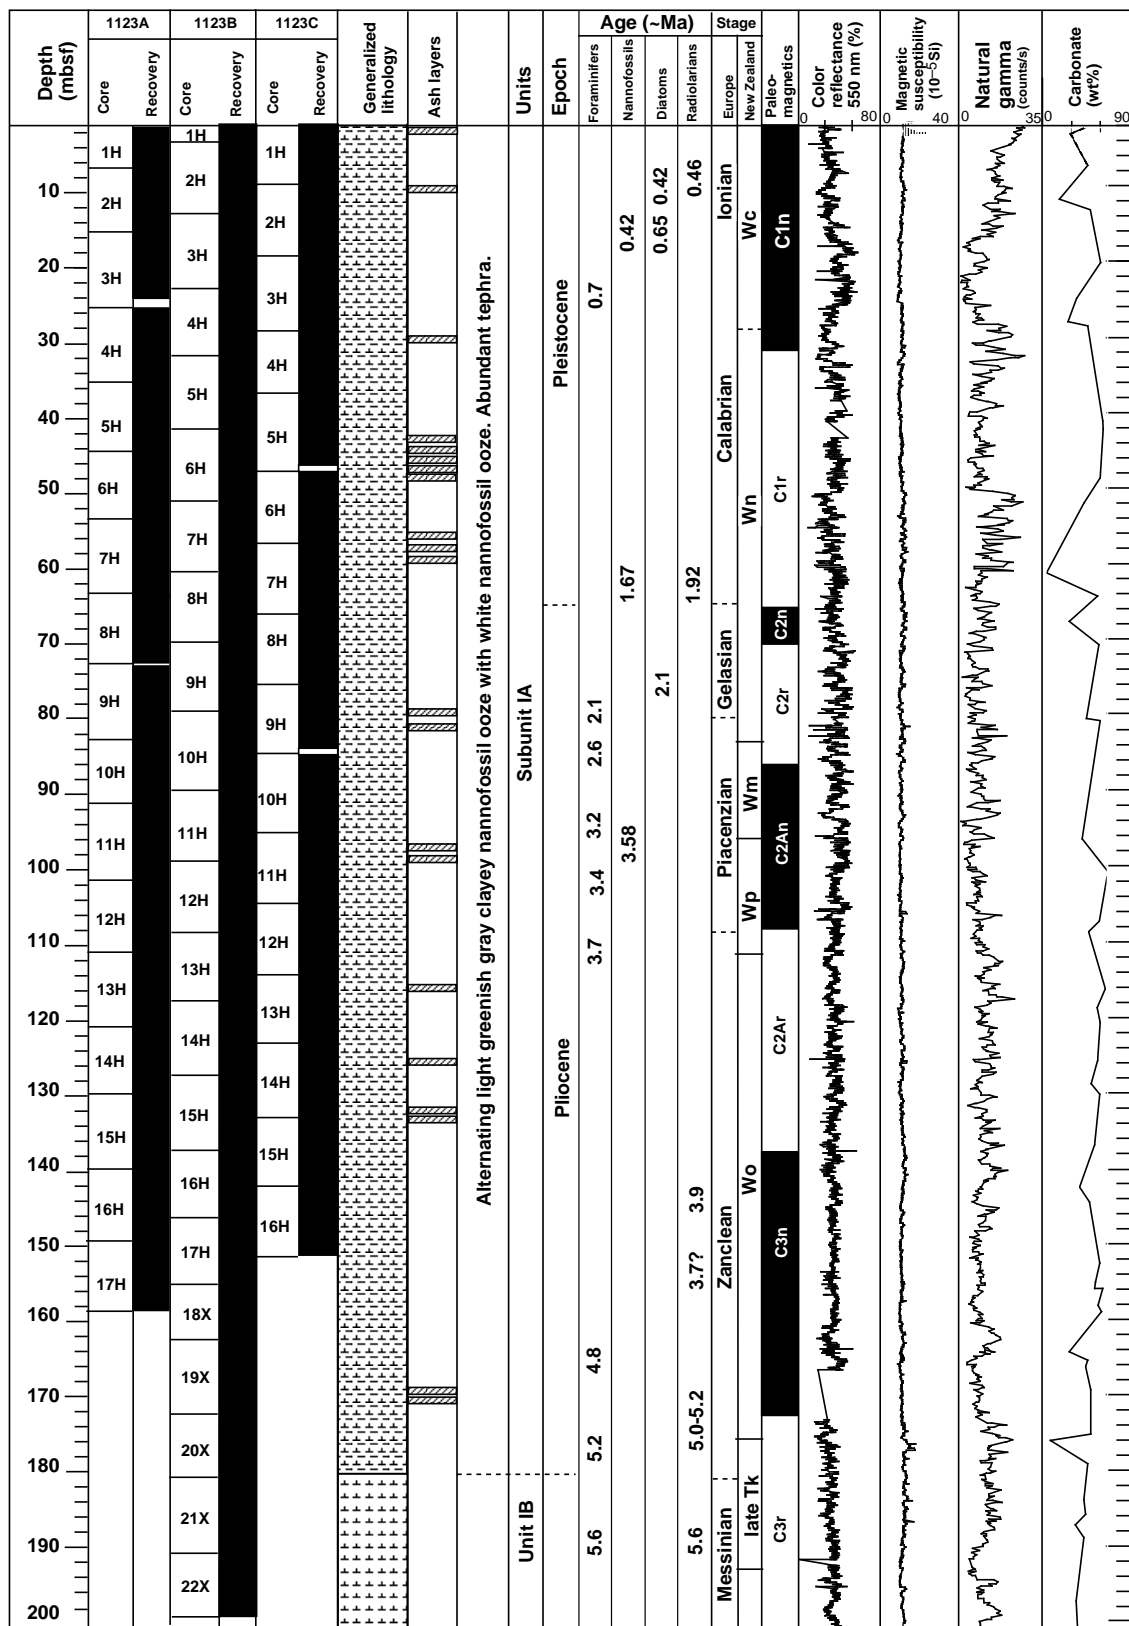 1123A
1123B
1123C
Age (~Ma)
Stage
Depth
(mbsf)
Core
Recovery
Core
Recovery
Core
Recovery
Generalized
lithology
Ash layers
Units
Epoch
Foraminifers
Nannofossils
Diatoms
Radiolarians
Europe
New Zealand
Paleo-
magnetics
Color
reflectance
550 nm (%)
Magnetic
susceptibility
(10–5Si)
Natural
gamma
(counts/s)
Carbonate
(wt%)
0
80
0
40
0
35
0
90
10
20
30
40
50
60
70
80
90
100
110
120
130
140
150
160
170
180
190
200
1H
2H
3H
4H
5H
6H
7H
8H
9H
10H
11H
12H
13H
14H
15H
16H
17H
1H
2H
3H
4H
5H
6H
7H
8H
9H
10H
11H
12H
13H
14H
15H
16H
17H
18X
19X
20X
21X
22X
1H
2H
3H
4H
5H
6H
7H
8H
9H
10H
11H
12H
13H
14H
15H
16H
Alternating light greenish gray clayey nannofossil ooze with white nannofossil ooze. Abundant tephra.
Subunit IA
Unit IB
Pleistocene
Pliocene
0.7
2.1
2.6
3.2
3.4
3.7
4.8
5.2
5.6
0.42
1.67
3.58
0.42
0.65
2.1
0.46
1.92
3.9
3.7?
5.0-5.2
5.6
Ionian
Calabrian
Gelasian
Piacenzian
Zanclean
Messinian
Wc
Wn
Wm
Wp
Wo
late Tk
C1n
C1r
C2n
C2r
C2An
C2Ar
C3n
C3r